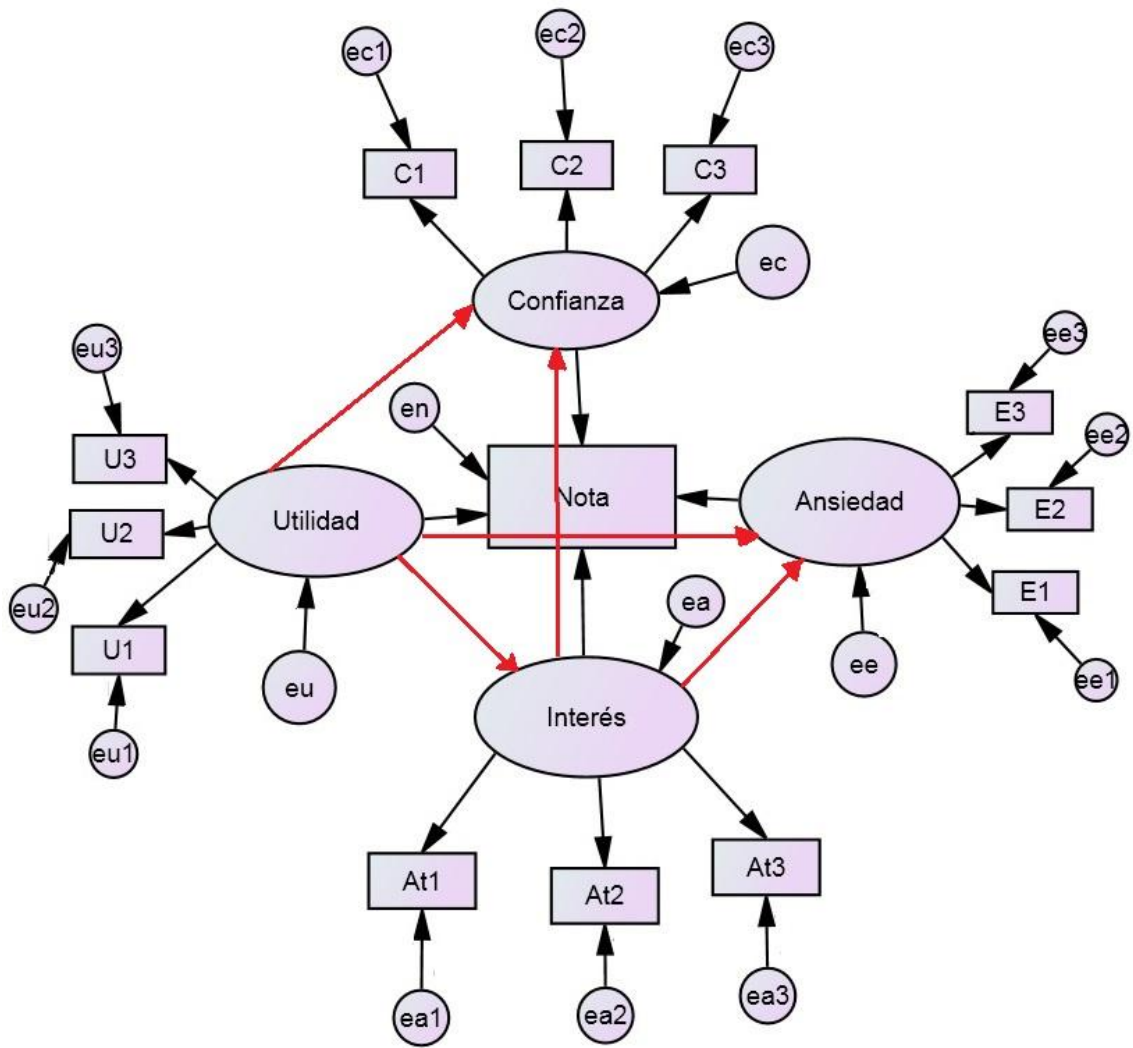 ec1
ec2
ec3
C1
C2
C3
ec
Confianza
eu3
ee3
en
E3
ee2
U3
Nota
Ansiedad
E2
Utilidad
U2
eu2
ea
E1
U1
eu
ee
ee1
Interés
eu1
At1
At2
At3
ea1
ea2
ea3